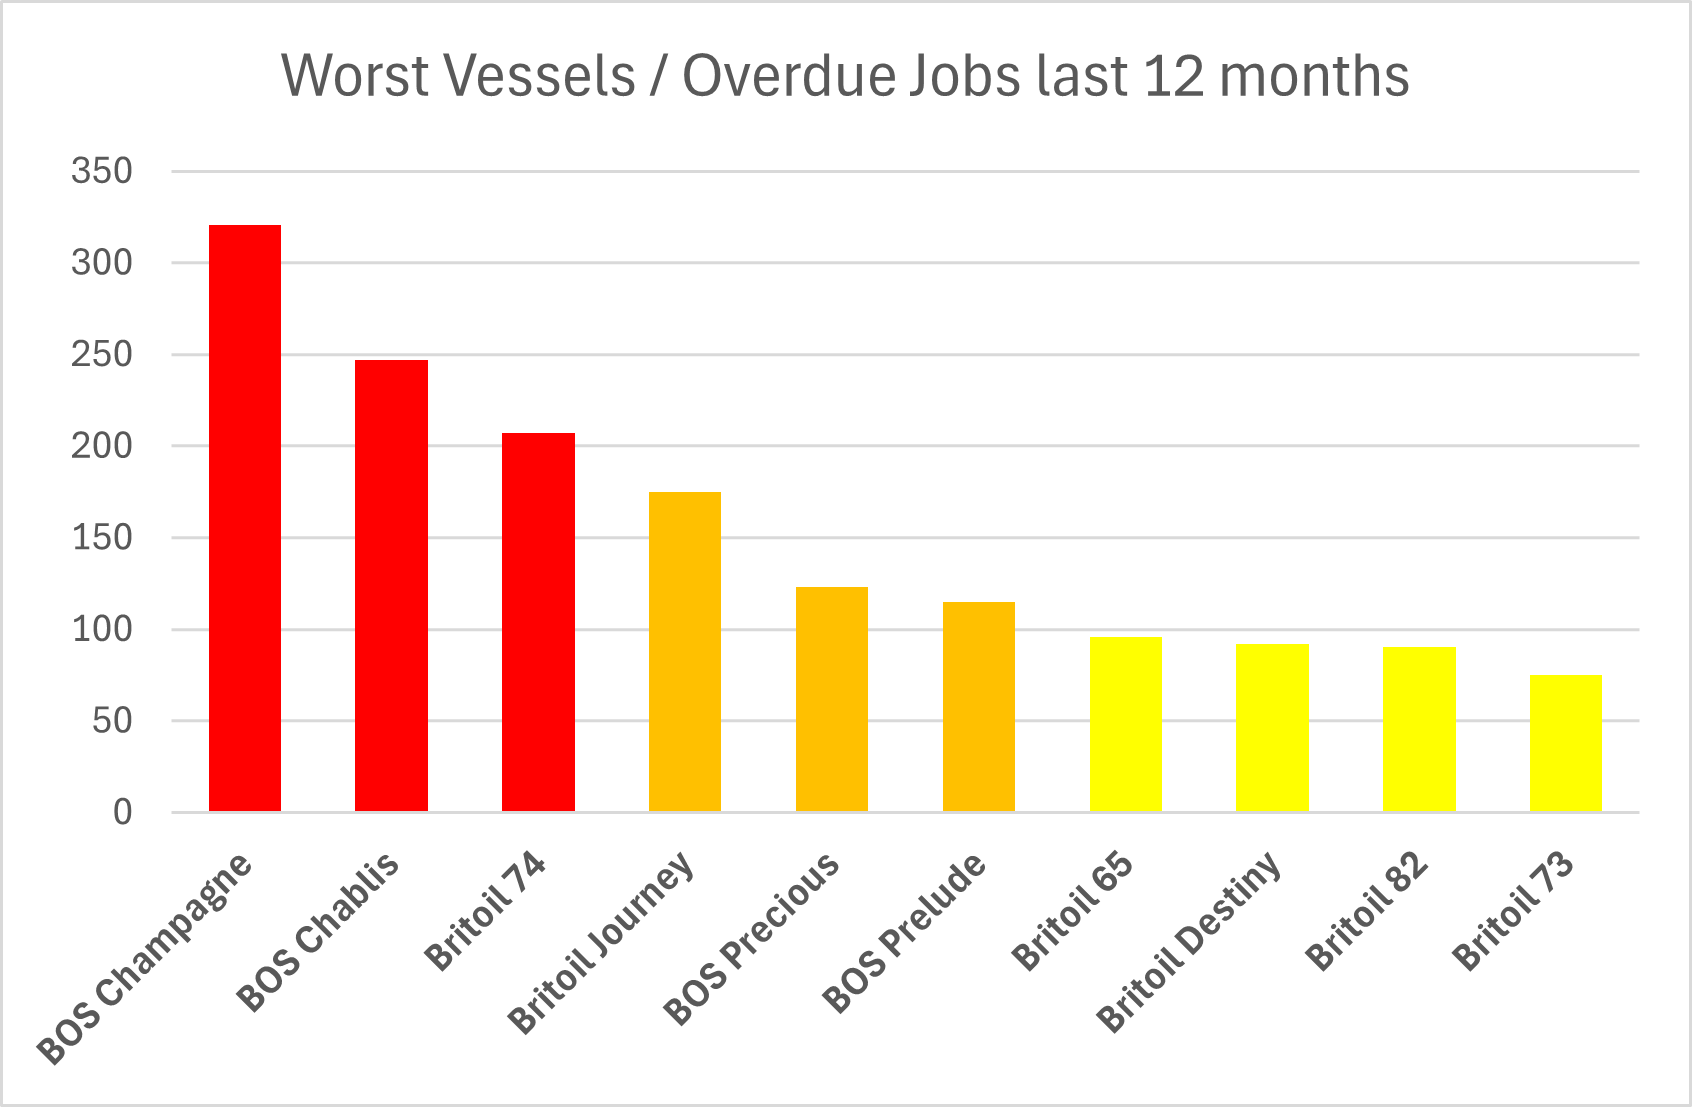 Worst Vessels / Overdue Jobs last 12 months
350
300
250
200
150
100
50
0
BOS Champagne
BOS Chablis
Britoil 74
Britoil Journey
BOS Precious
BOS Prelude
Britoil 65
Britoil Destiny
Britoil 82
Britoil 73